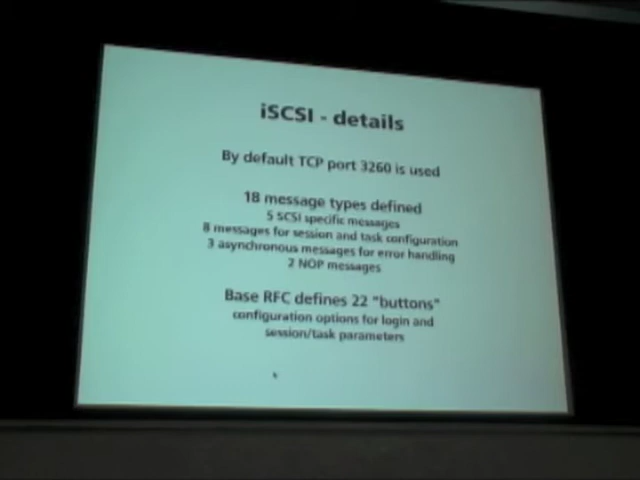 iSCSI - details
By default TCP port 3260 is used
18 message types defined
5 SCSI specific messages
8 messages for session and task configuration
3 asynchronous messages for error handling
2 NOP messages
Base RFC defines 22 "buttons"
configuration options for login and
session/task parameters